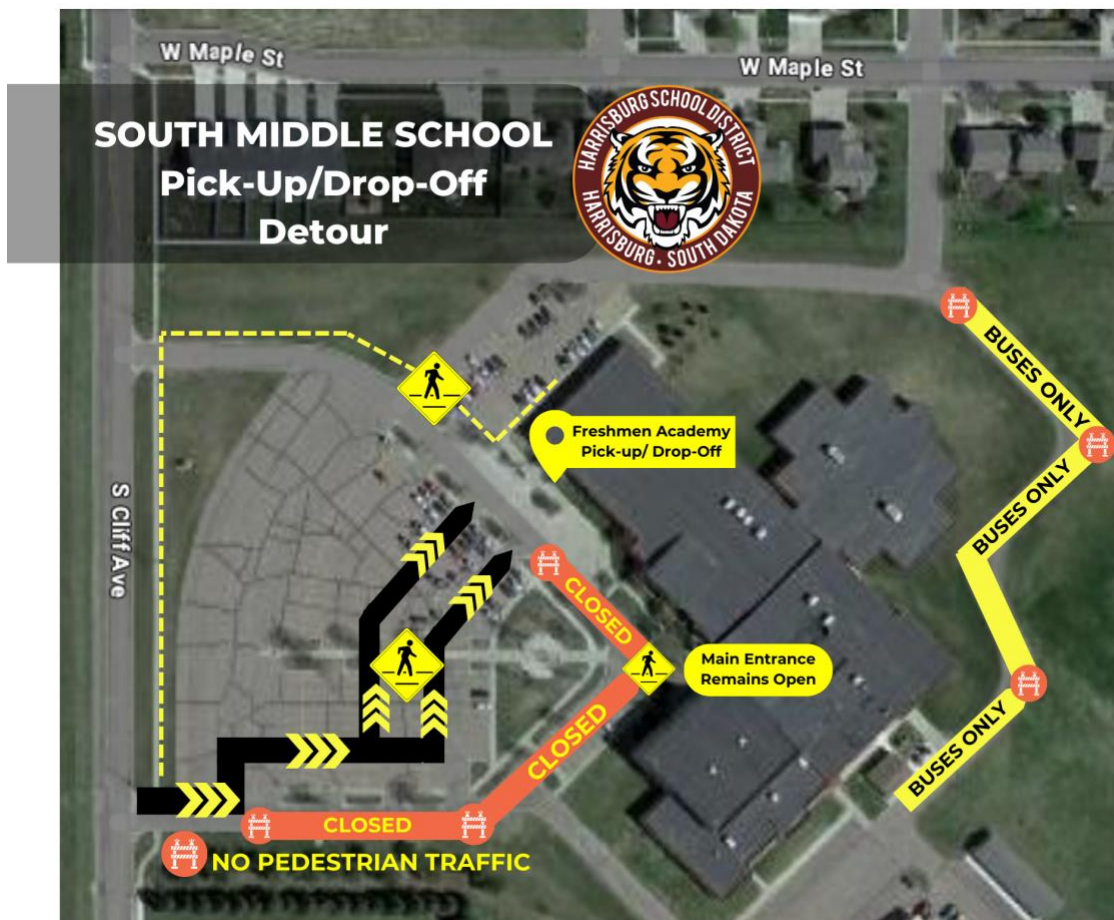 W Maple St
W Maple St
SOUTH MIDDLE SCHOOL
Pick-Up/Drop-Off
Detour
HARRISBURG SCHOOL DISTRICT
HARRISBURG • SOUTH DAKOTA
BUSES ONLY
Freshmen Academy
Pick-up/ Drop-Off
BUSES ONLY
S Cliff Ave
CLOSED
Main Entrance
Remains Open
CLOSED
BUSES ONLY
CLOSED
NO PEDESTRIAN TRAFFIC